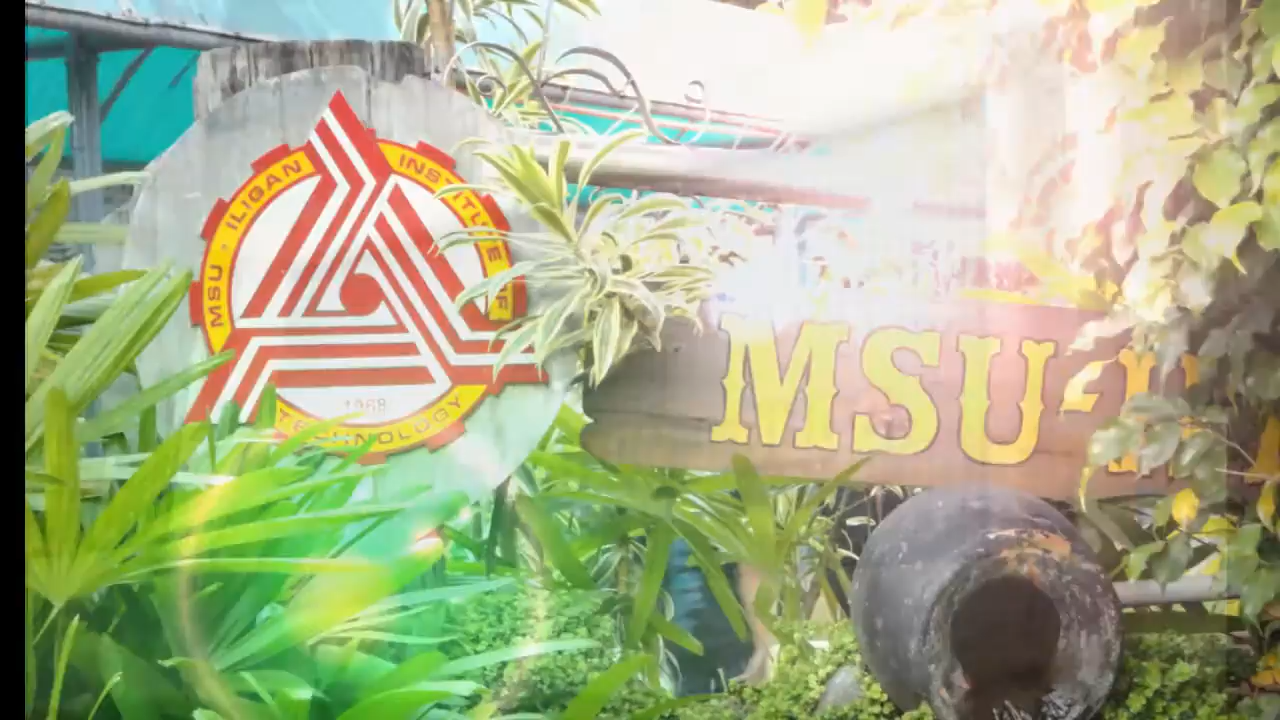 MSU - ILIGAN INSTITUTE OF
TECHNOLOGY
1968
MSU-